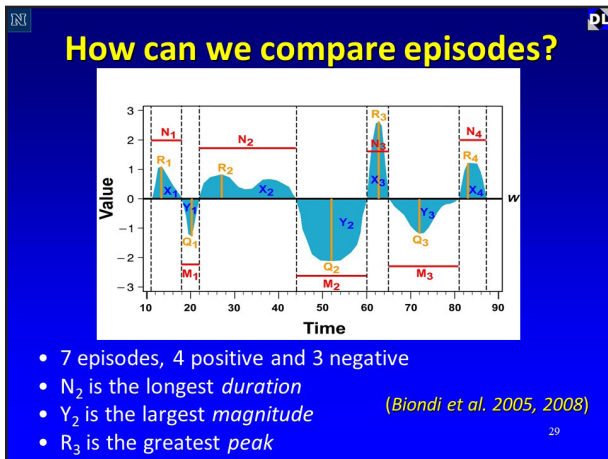 N
DL
How can we compare episodes?
3
2
1
0
−1
−2
−3
Value
N1
N2
N3
N4
R1
R2
R3
R4
X1
X2
X3
X4
Y1
Y2
Y3
Q1
Q2
Q3
M1
M2
M3
w
10 20 30 40 50 60 70 80 90
Time
• 7 episodes, 4 positive and 3 negative
• N2 is the longest duration
• Y2 is the largest magnitude
• R3 is the greatest peak
(Biondi et al. 2005, 2008)
29